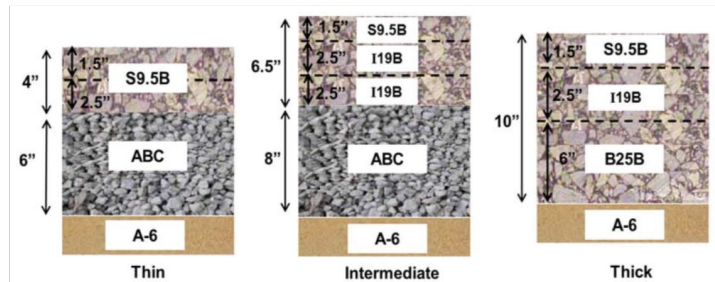 4”
1.5”
S9.5B
2.5”
6”
ABC
A-6
Thin
6.5”
1.5”
S9.5B
2.5”
I19B
2.5”
I19B
8”
ABC
A-6
Intermediate
10”
1.5”
S9.5B
2.5”
I19B
6”
B25B
A-6
Thick